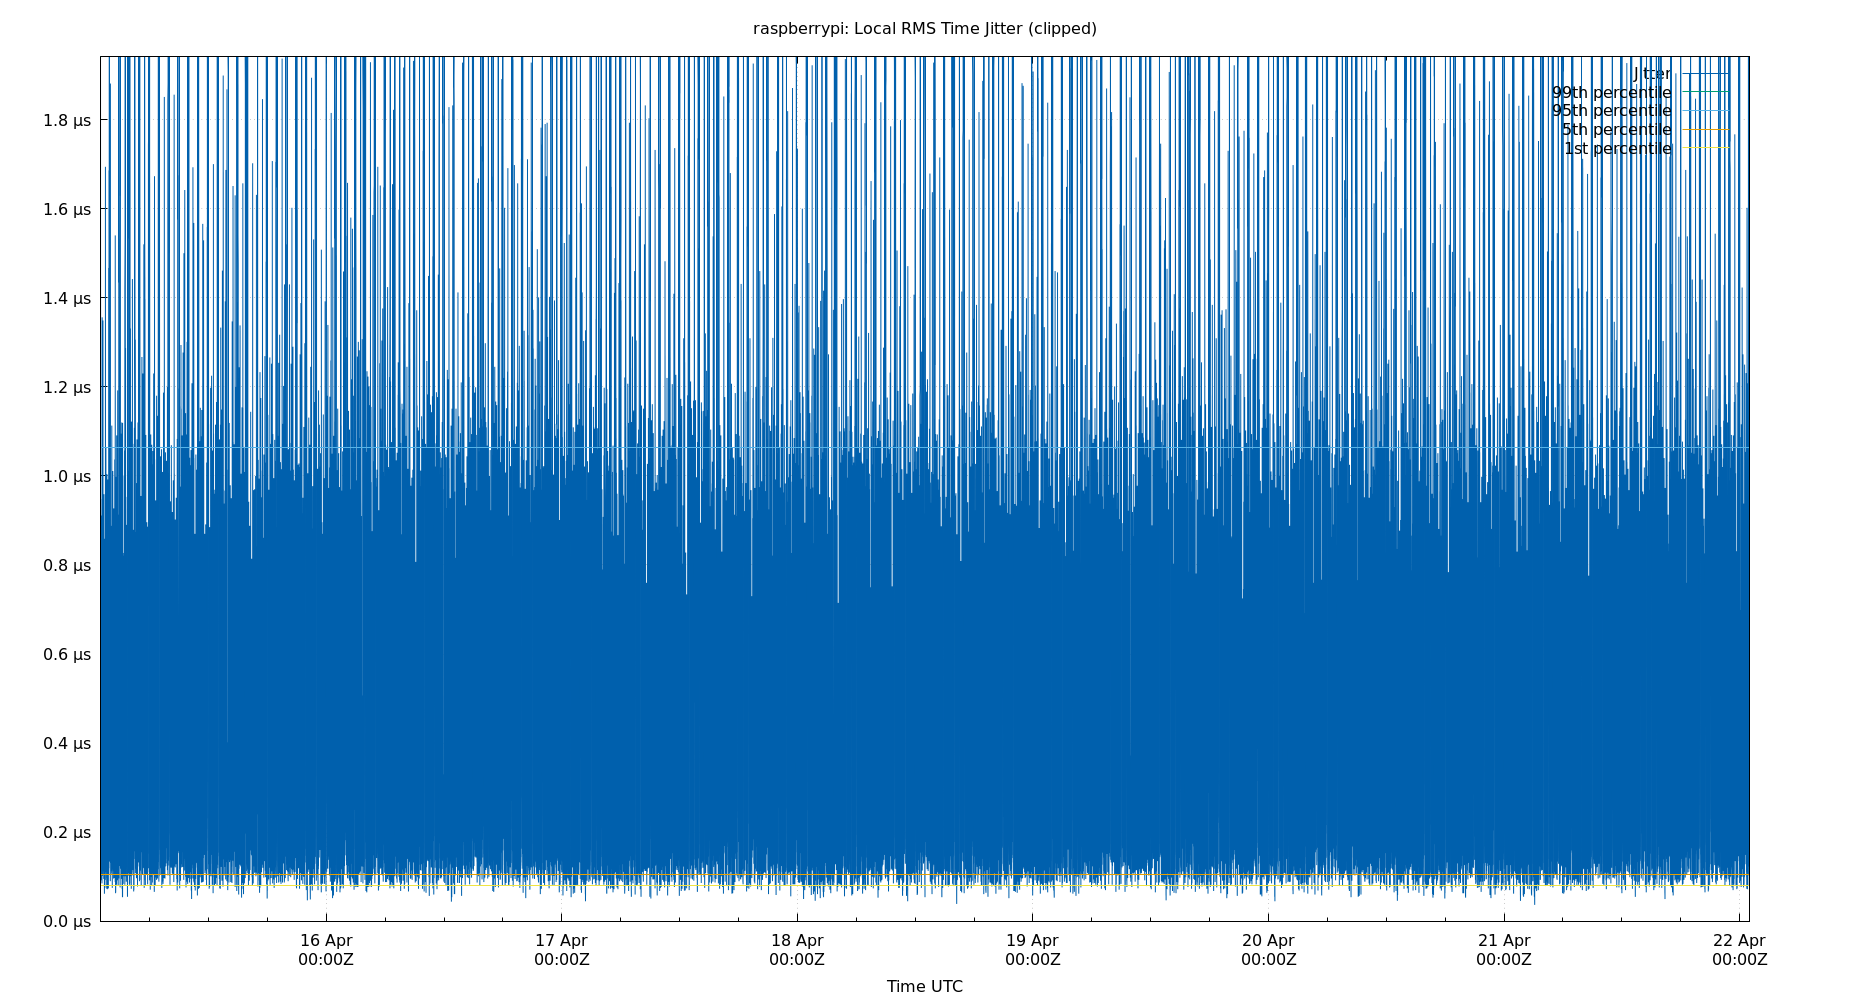 raspberrypi: Local RMS Time Jitter (clipped)
Jitter
99th percentile
95th percentile
5th percentile
1st percentile
1.8 µs
1.6 µs
1.4 µs
1.2 µs
1.0 µs
0.8 µs
0.6 µs
0.4 µs
0.2 µs
0.0 µs
16 Apr 17 Apr 18 Apr 19 Apr 20 Apr 21 Apr 22 Apr
00:00Z 00:00Z 00:00Z 00:00Z 00:00Z 00:00Z 00:00Z
Time UTC